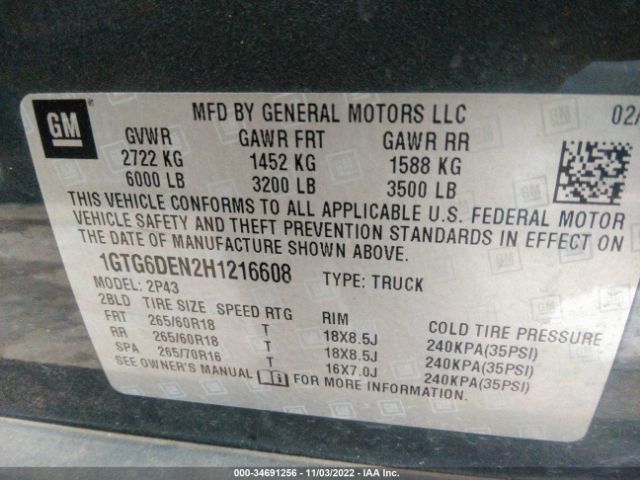 GM
MFD BY GENERAL MOTORS LLC 02/
GVWR GAWR FRT GAWR RR
2722 KG 1452 KG 1588 KG
6000 LB 3200 LB 3500 LB
THIS VEHICLE CONFORMS TO ALL APPLICABLE U.S. FEDERAL MOTOR
VEHICLE SAFETY AND THEFT PREVENTION STANDARDS IN EFFECT ON
THE DATE OF MANUFACTURE SHOWN ABOVE.
1GTG6DEN2H1216608 TYPE: TRUCK
MODEL: 2P43
2BLD TIRE SIZE SPEED RTG RIM COLD TIRE PRESSURE
FRT 265/60R18 T 18X8.5J 240KPA(35PSI)
RR 265/60R18 T 18X8.5J 240KPA(35PSI)
SPA 265/70R16 T 16X7.0J 240KPA(35PSI)
SEE OWNER'S MANUAL FOR MORE INFORMATION.
000-34691256 - 11/03/2022 - IAA Inc.